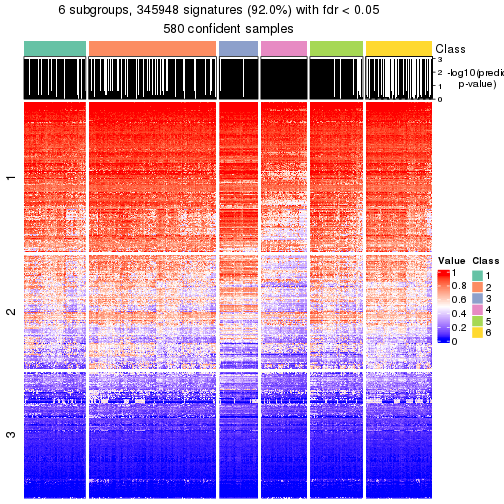 6 subgroups, 345948 signatures (92.0%) with fdr < 0.05
580 confident samples
Class
3
2
1
0
-log10(predi
p-value)
1
2
3
Value
1
0.8
0.6
0.4
0.2
0
Class
1
2
3
4
5
6